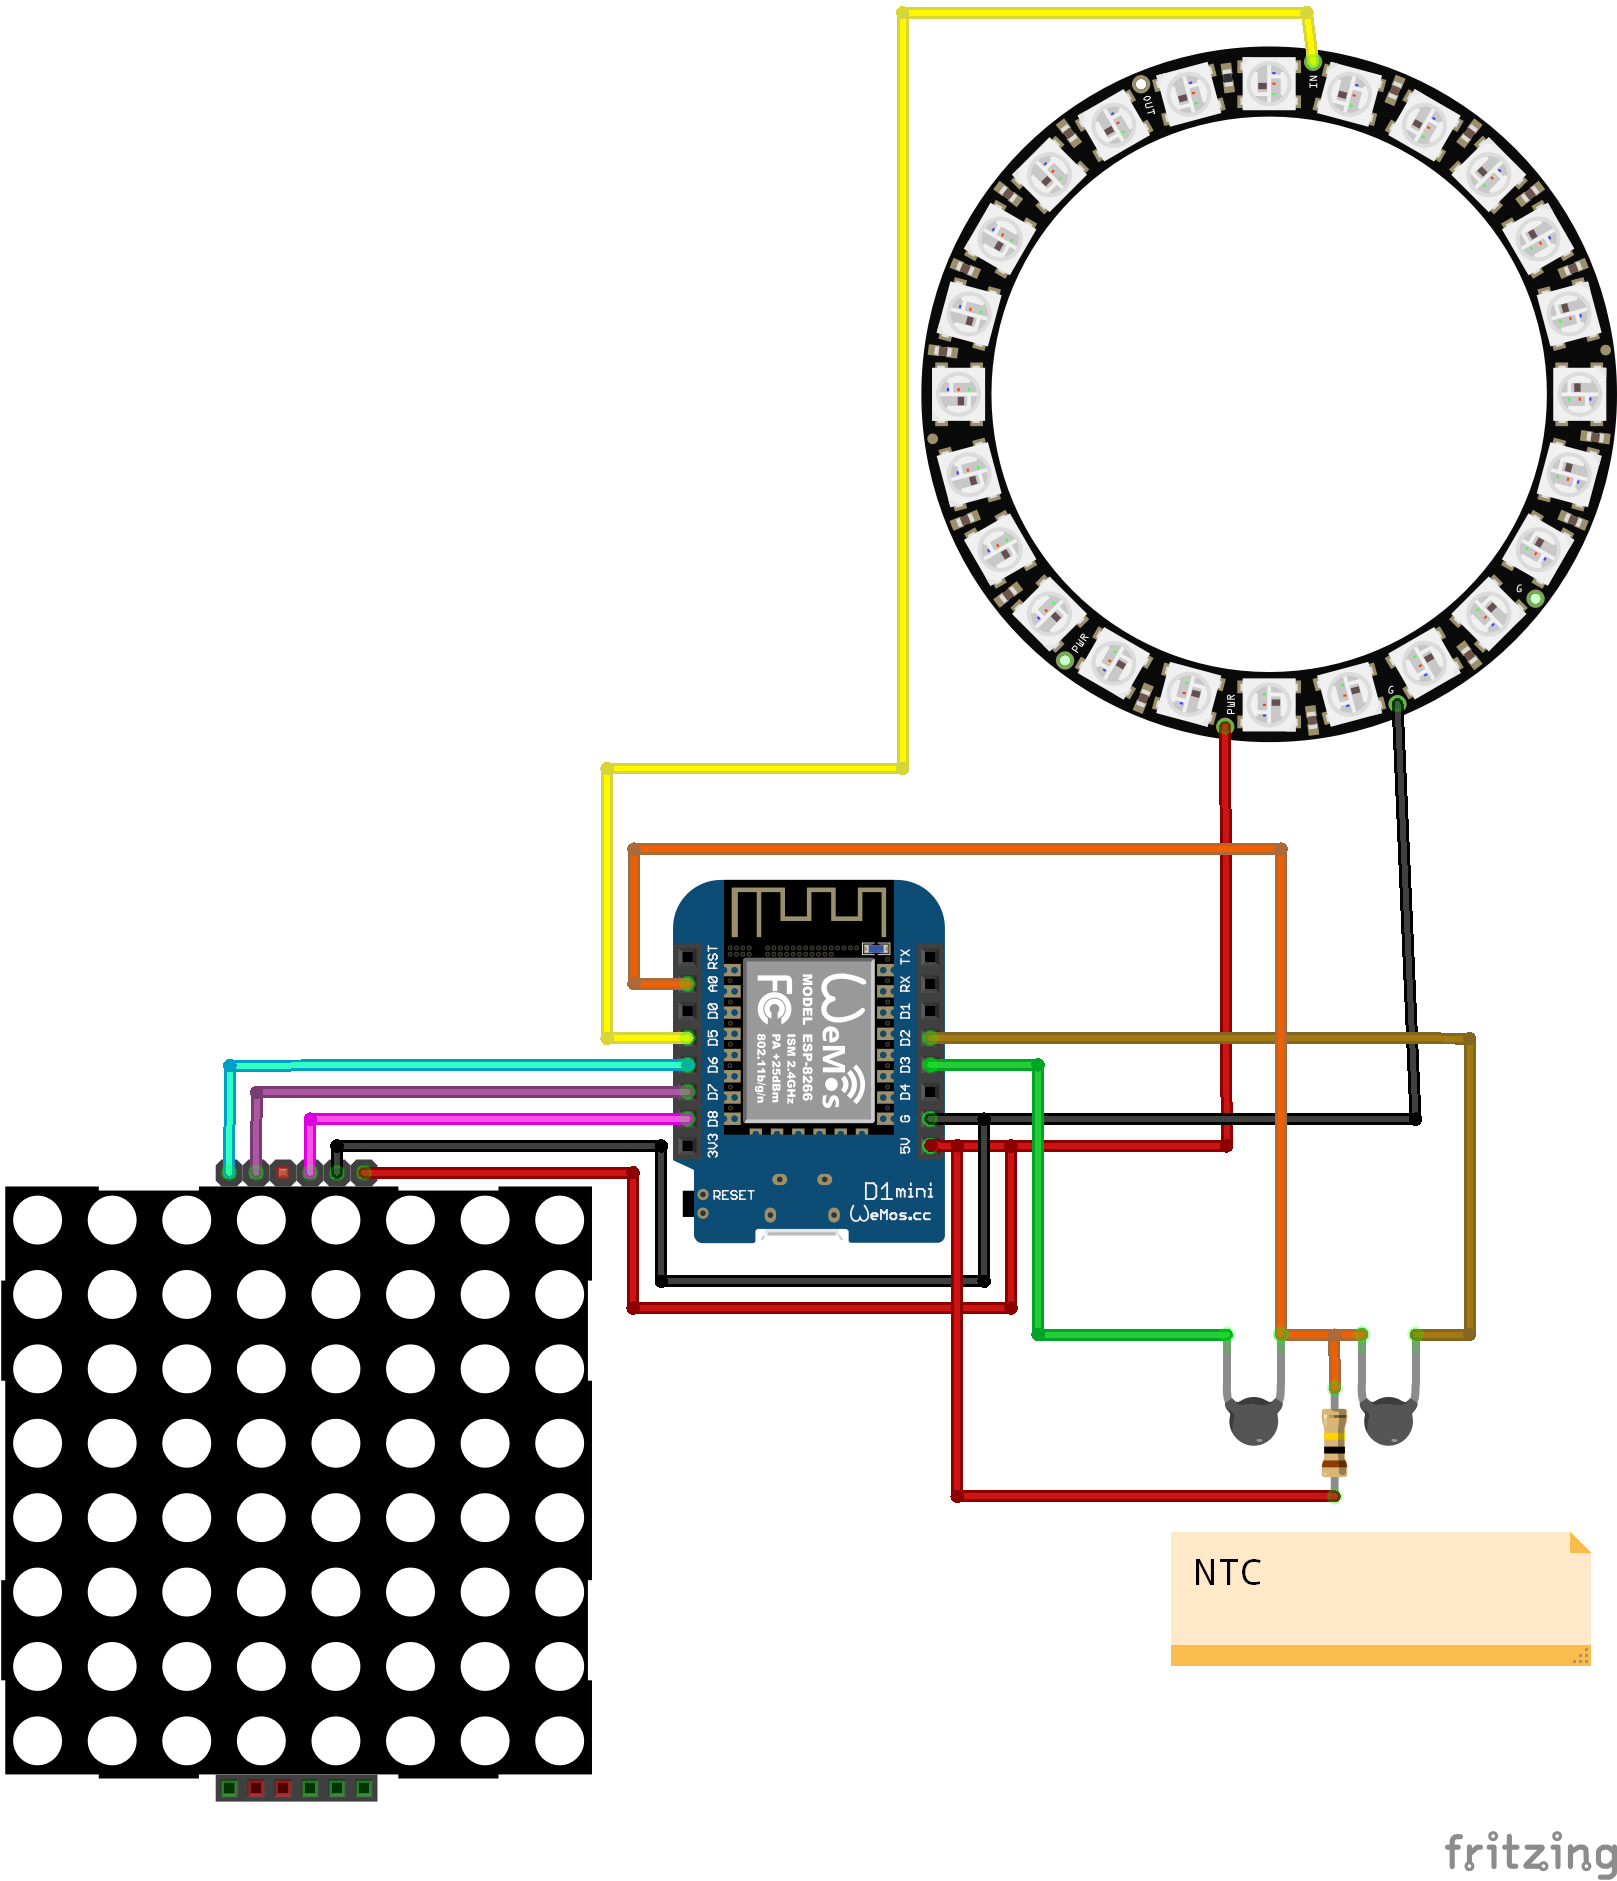 IN
OUT
G
PWR
PWR
G
RST
A0
D0
D5
D6
D7
D8
3V3
TX
RX
D1
D2
D3
D4
G
5V
WeMos
MODEL ESP-8266
ISM 2.4GHz
PA +25dBm
802.11b/g/n
FC
RESET
D1mini
WeMos.cc
NTC
fritzing